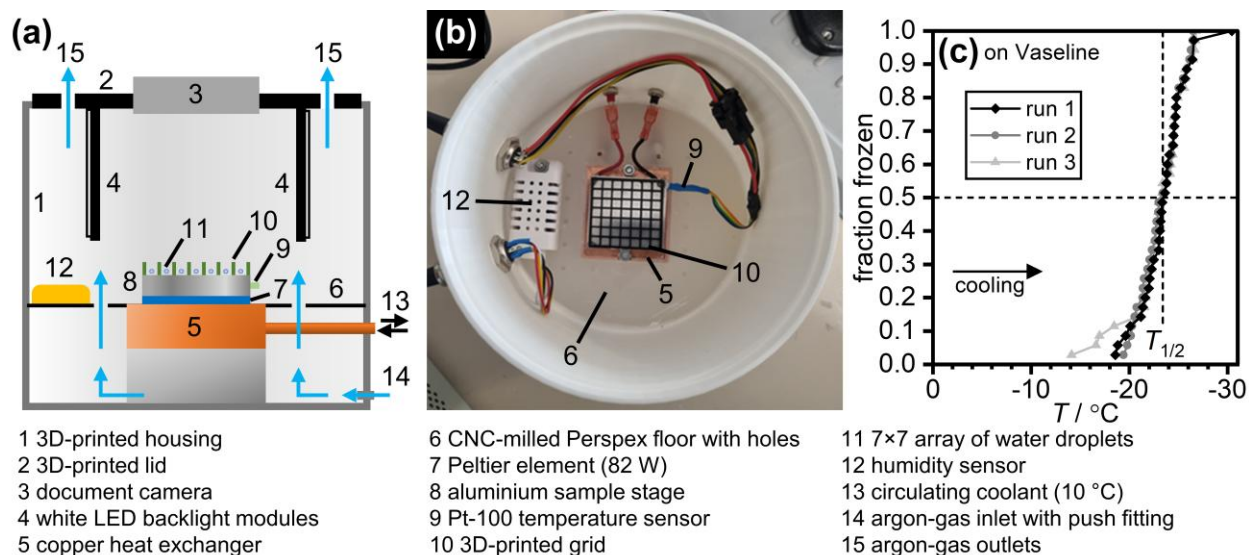 (a)
15
2
3
15
1
4
4
11
10
9
12
8
7
6
13
5
14
(b)
9
12
10
5
6
(c) on Vaseline
run 1
run 2
run 3
cooling
T1/2
fraction frozen
1.0
0.9
0.8
0.7
0.6
0.5
0.4
0.3
0.2
0.1
0.0
0 -10 -20 -30
T / °C
1 3D-printed housing
2 3D-printed lid
3 document camera
4 white LED backlight modules
5 copper heat exchanger
6 CNC-milled Perspex floor with holes
7 Peltier element (82 W)
8 aluminium sample stage
9 Pt-100 temperature sensor
10 3D-printed grid
11 7×7 array of water droplets
12 humidity sensor
13 circulating coolant (10 °C)
14 argon-gas inlet with push fitting
15 argon-gas outlets